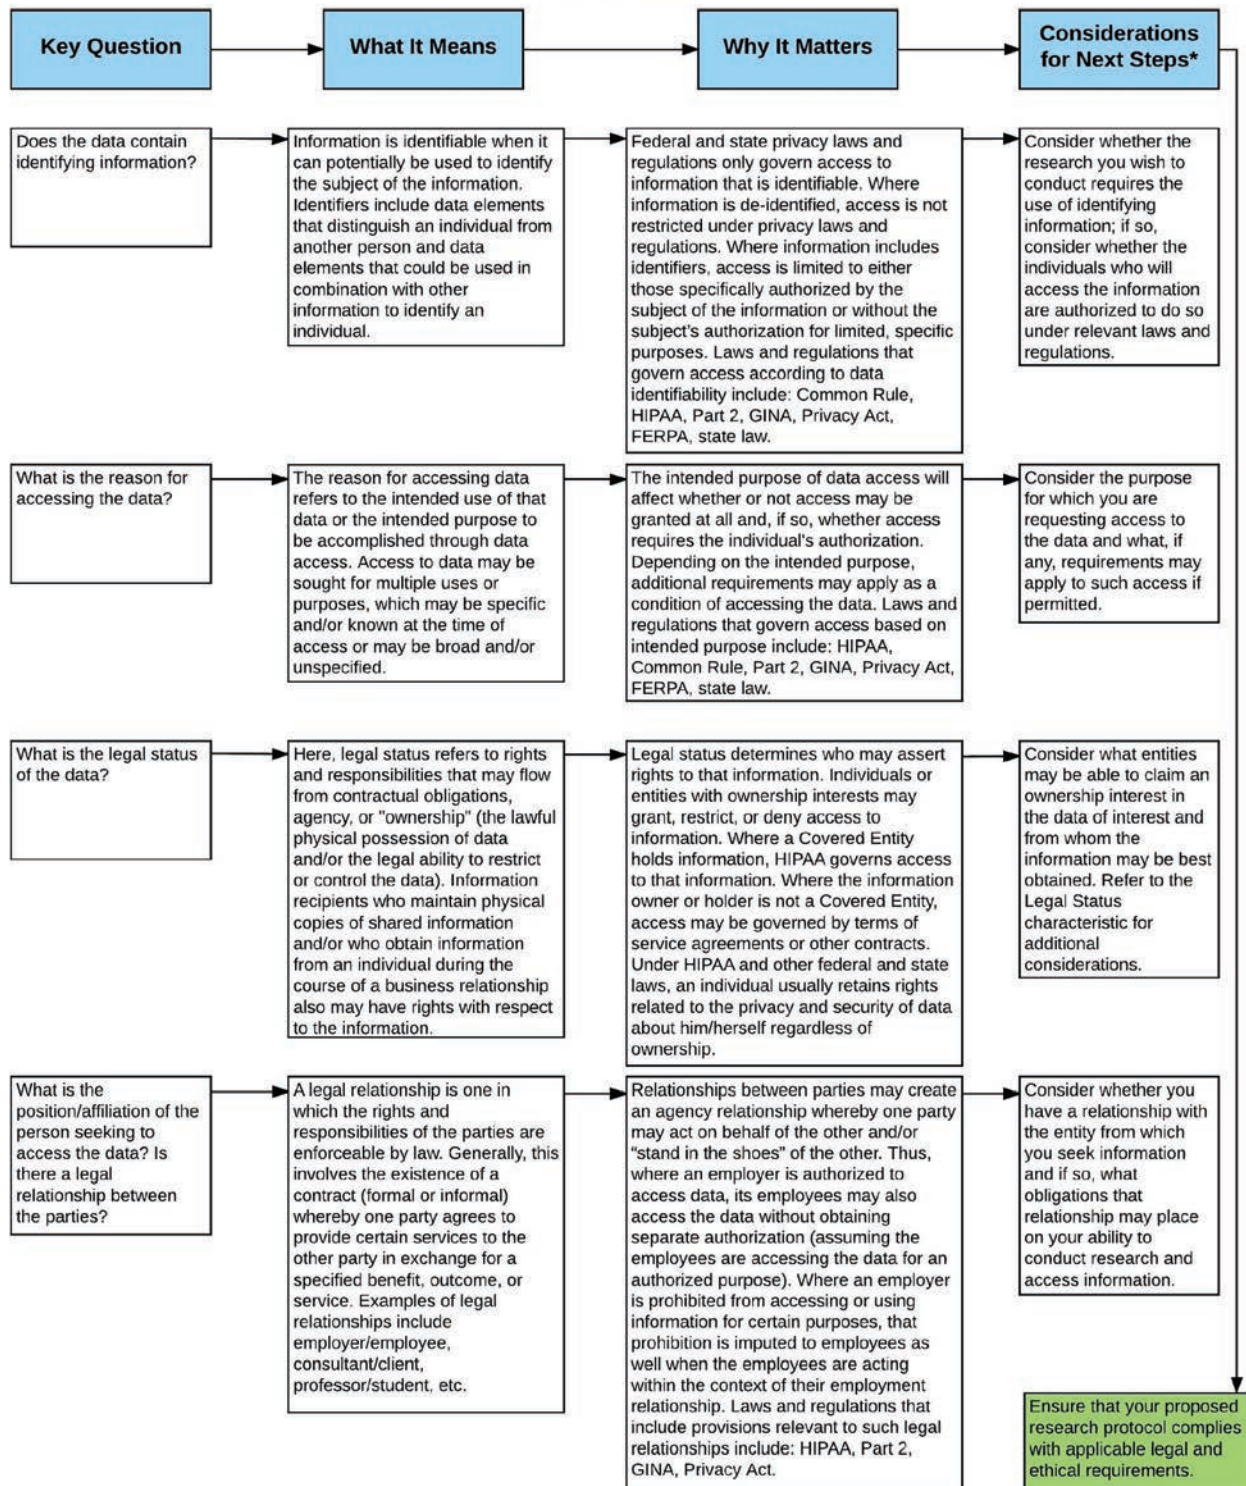 Key Question
What It Means
Why It Matters
Considerations
for Next Steps*
Does the data contain
identifying information?
Information is identifiable when it
can potentially be used to identify
the subject of the information.
Identifiers include data elements
that distinguish an individual from
another person and data
elements that could be used in
combination with other
information to identify an
individual.
Federal and state privacy laws and
regulations only govern access to
information that is identifiable. Where
information is de-identified, access is not
restricted under privacy laws and
regulations. Where information includes
identifiers, access is limited to either
those specifically authorized by the
subject of the information or without the
subject's authorization for limited, specific
purposes. Laws and regulations that
govern access according to data
identifiability include: Common Rule,
HIPAA, Part 2, GINA, Privacy Act,
FERPA, state law.
Consider whether the
research you wish to
conduct requires the
use of identifying
information; if so,
consider whether the
individuals who will
access the information
are authorized to do so
under relevant laws and
regulations.
What is the reason for
accessing the data?
The reason for accessing data
refers to the intended use of that
data or the intended purpose to
be accomplished through data
access. Access to data may be
sought for multiple uses or
purposes, which may be specific
and/or known at the time of
access or may be broad and/or
unspecified.
The intended purpose of data access will
affect whether or not access may be
granted at all and, if so, whether access
requires the individual's authorization.
Depending on the intended purpose,
additional requirements may apply as a
condition of accessing the data. Laws and
regulations that govern access based on
intended purpose include: HIPAA,
Common Rule, Part 2, GINA, Privacy Act,
FERPA, state law.
Consider the purpose
for which you are
requesting access to
the data and what, if
any, requirements may
apply to such access if
permitted.
What is the legal status
of the data?
Here, legal status refers to rights
and responsibilities that may flow
from contractual obligations,
agency, or "ownership" (the lawful
physical possession of data
and/or the legal ability to restrict
or control the data). Information
recipients who maintain physical
copies of shared information
and/or who obtain information
from an individual during the
course of a business relationship
also may have rights with respect
to the information.
Legal status determines who may assert
rights to that information. Individuals or
entities with ownership interests may
grant, restrict, or deny access to
information. Where a Covered Entity
holds information, HIPAA governs access
to that information. Where the information
owner or holder is not a Covered Entity,
access may be governed by terms of
service agreements or other contracts.
Under HIPAA and other federal and state
laws, an individual usually retains rights
related to the privacy and security of data
about him/herself regardless of
ownership.
Consider what entities
may be able to claim an
ownership interest in
the data of interest and
from whom the
information may be best
obtained. Refer to the
Legal Status
characteristic for
additional
considerations.
What is the
position/affiliation of the
person seeking to
access the data? Is
there a legal
relationship between
the parties?
A legal relationship is one in
which the rights and
responsibilities of the parties are
enforceable by law. Generally, this
involves the existence of a
contract (formal or informal)
whereby one party agrees to
provide certain services to the
other party in exchange for a
specified benefit, outcome, or
service. Examples of legal
relationships include
employer/employee,
consultant/client,
professor/student, etc.
Relationships between parties may create
an agency relationship whereby one party
may act on behalf of the other and/or
"stand in the shoes" of the other. Thus,
where an employer is authorized to
access data, its employees may also
access the data without obtaining
separate authorization (assuming the
employees are accessing the data for an
authorized purpose). Where an employer
is prohibited from accessing or using
information for certain purposes, that
prohibition is imputed to employees as
well when the employees are acting
within the context of their employment
relationship. Laws and regulations that
include provisions relevant to such legal
relationships include: HIPAA, Part 2,
GINA, Privacy Act.
Consider whether you
have a relationship with
the entity from which
you seek information
and if so, what
obligations that
relationship may place
on your ability to
conduct research and
access information.
Ensure that your proposed
research protocol complies
with applicable legal and
ethical requirements.